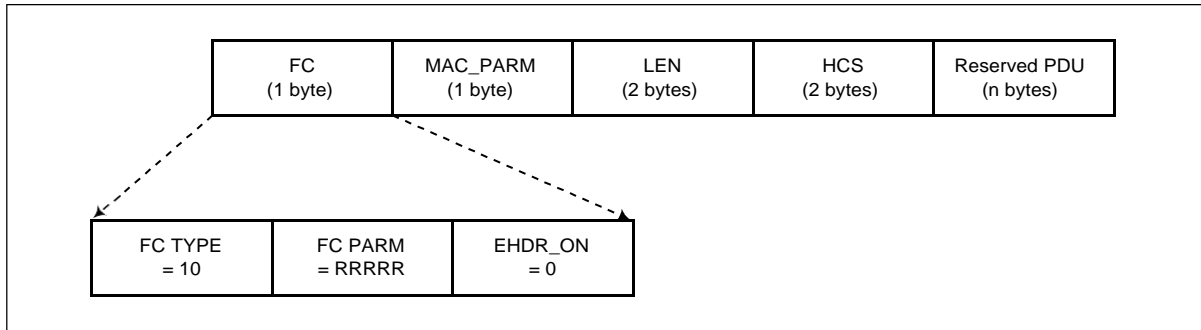 FC MAC_PARM LEN HCS Reserved PDU
(1 byte) (1 byte) (2 bytes) (2 bytes) (n bytes)
FC TYPE FC PARM EHDR_ON
= 10 = RRRRR = 0